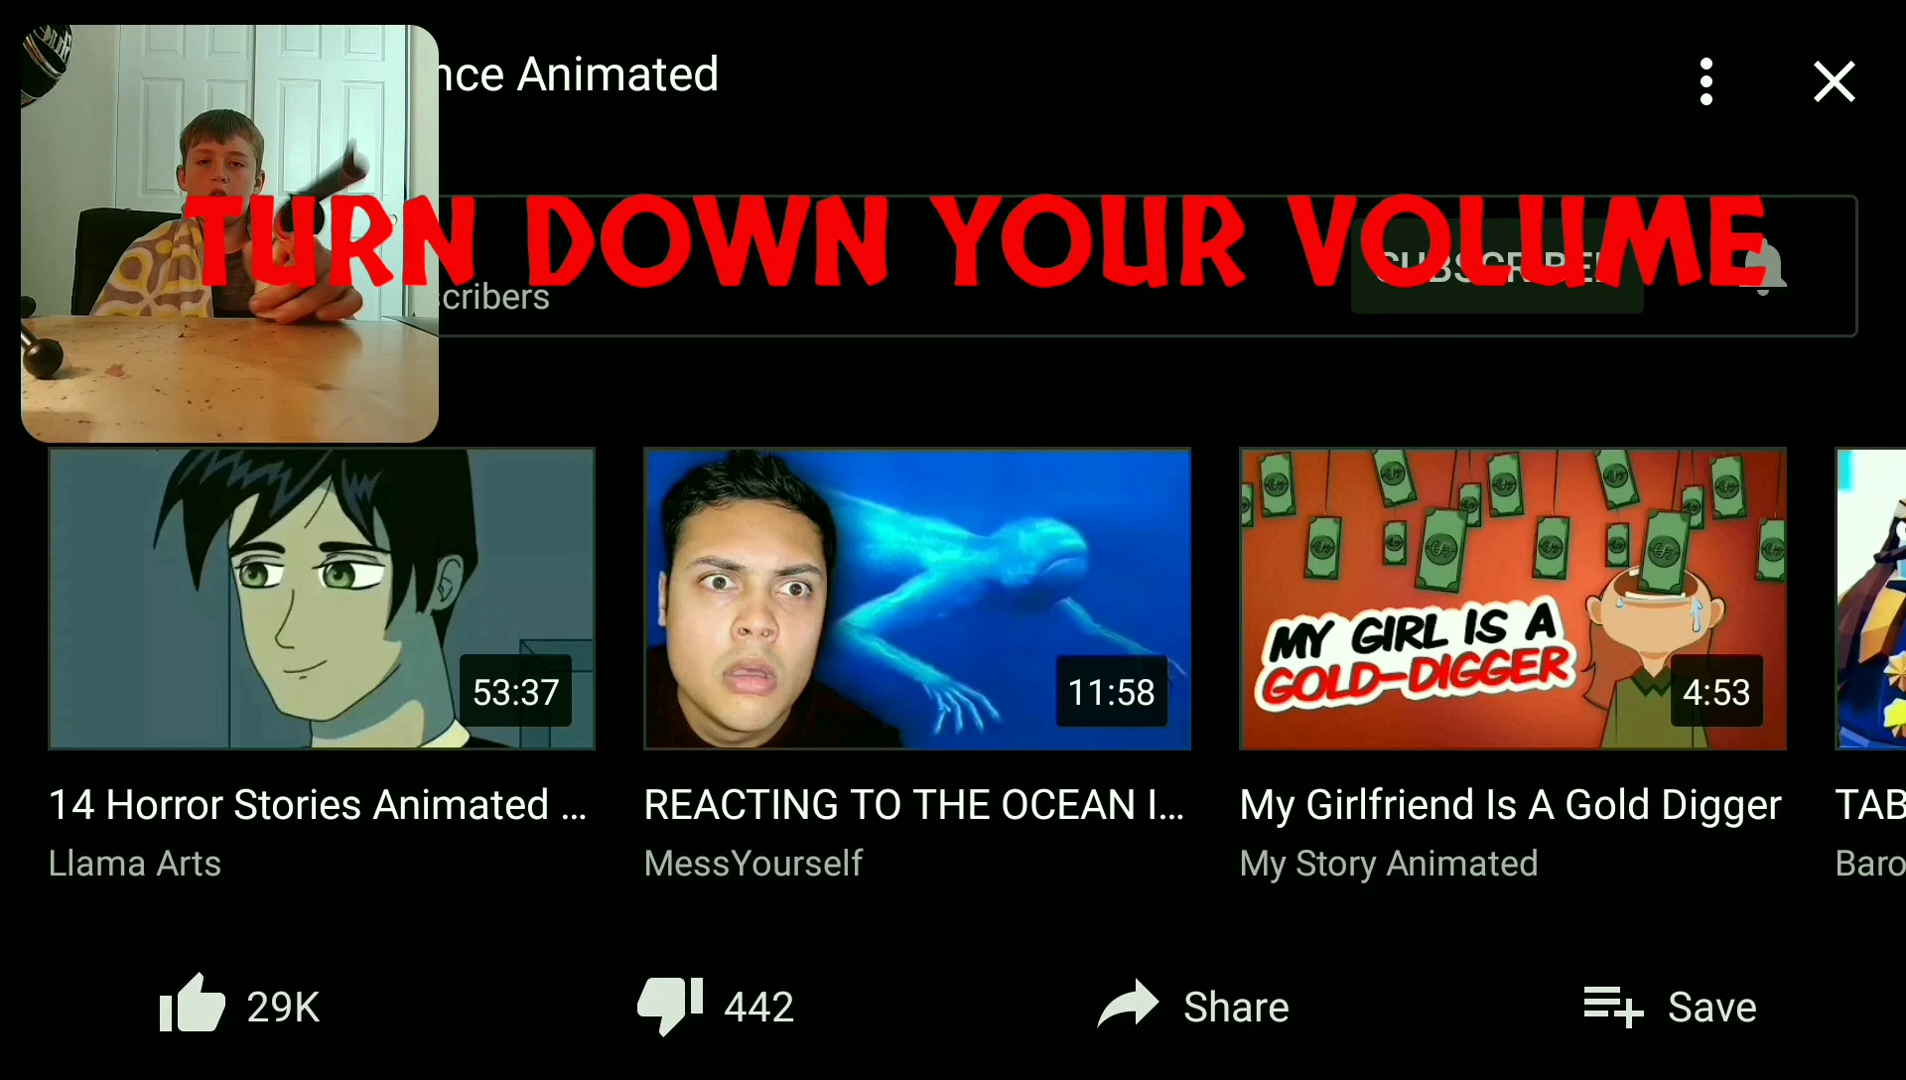 nce Animated
TURN DOWN YOUR VOLUME
SUBSCRIBED
scribers
53:37
11:58
MY GIRL IS A
GOLD-DIGGER
4:53
14 Horror Stories Animated ...
REACTING TO THE OCEAN I...
My Girlfriend Is A Gold Digger
TAB
Llama Arts
MessYourself
My Story Animated
Baro
29K
442
Share
Save